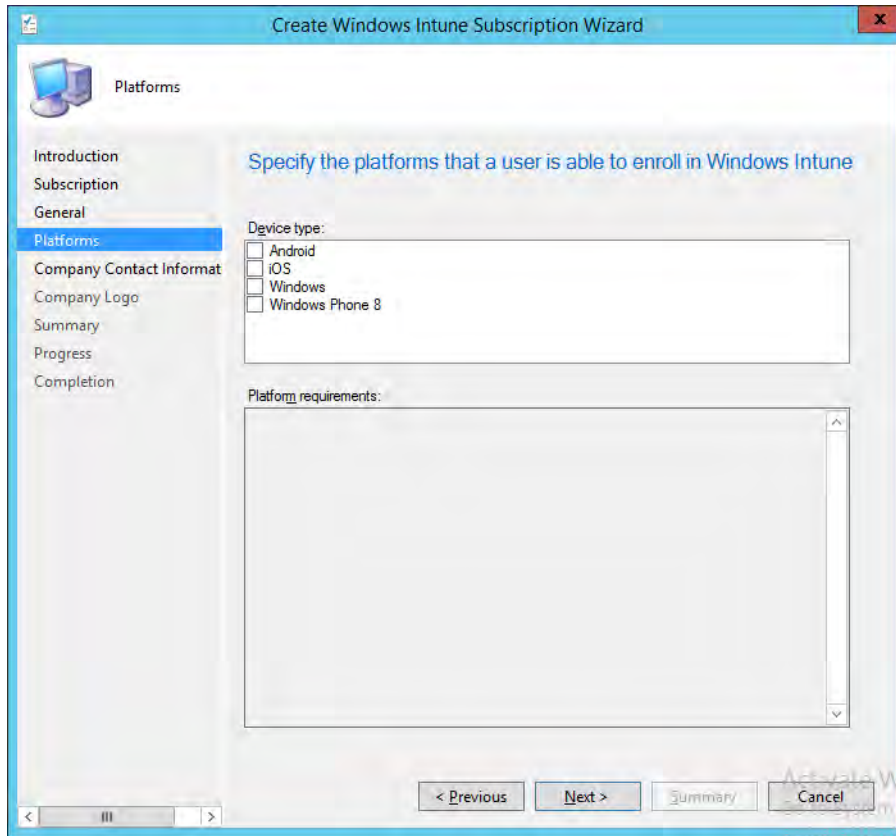 Create Windows Intune Subscription Wizard
x
Platforms
Introduction
Subscription
General
Platforms
Company Contact Informat
Company Logo
Summary
Progress
Completion
Specify the platforms that a user is able to enroll in Windows Intune
Device type:
Android
iOS
Windows
Windows Phone 8
Platform requirements:
< Previous
Next >
Summary
Cancel
Activate W
System